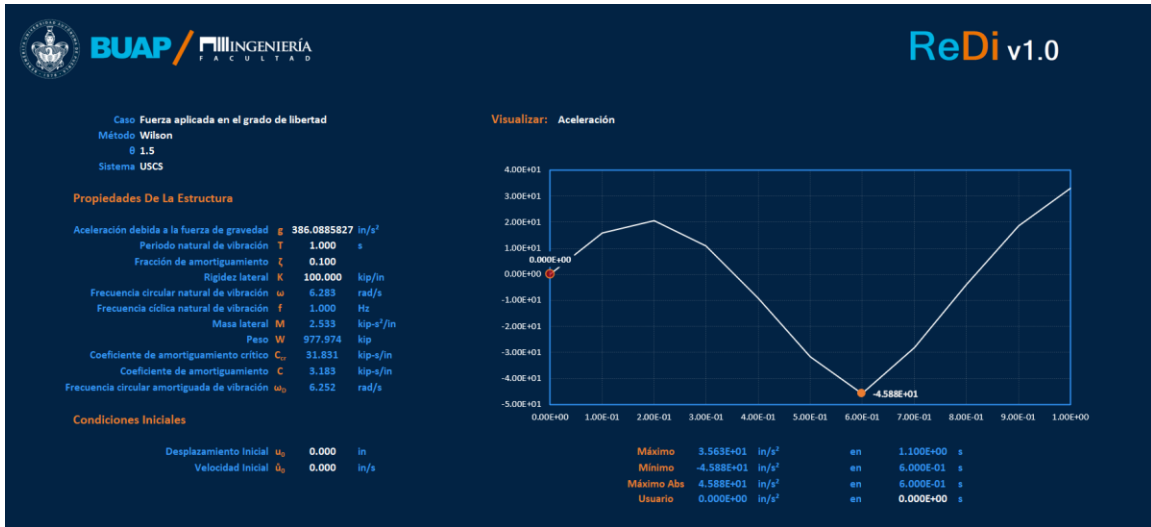 BUAP / INGENIERÍA
FACULTAD
ReDi v1.0
Caso Fuerza aplicada en el grado de libertad
Método Wilson
θ 1.5
Sistema USCS
Propiedades De La Estructura
Aceleración debida a la fuerza de gravedad g 386.0885827 in/s²
Periodo natural de vibración T 1.000 s
Fracción de amortiguamiento ζ 0.100
Rigidez lateral K 100.000 kip/in
Frecuencia circular natural de vibración ω 6.283 rad/s
Frecuencia cíclica natural de vibración f 1.000 Hz
Masa lateral M 2.533 kip-s²/in
Peso W 977.974 kip
Coeficiente de amortiguamiento crítico Ccr 31.831 kip-s/in
Coeficiente de amortiguamiento C 3.183 kip-s/in
Frecuencia circular amortiguada de vibración ωD 6.252 rad/s
Condiciones Iniciales
Desplazamiento Inicial u₀ 0.000 in
Velocidad Inicial u̇₀ 0.000 in/s
Visualizar: Aceleración
4.00E+01
3.00E+01
2.00E+01
1.00E+01
0.000E+00
0.00E+00
-1.00E+01
-2.00E+01
-3.00E+01
-4.00E+01
-4.588E+01
-5.00E+01
0.00E+00 1.00E-01 2.00E-01 3.00E-01 4.00E-01 5.00E-01 6.00E-01 7.00E-01 8.00E-01 9.00E-01 1.00E+00
Máximo 3.563E+01 in/s² en 1.100E+00 s
Mínimo -4.588E+01 in/s² en 6.000E-01 s
Máximo Abs 4.588E+01 in/s² en 6.000E-01 s
Usuario 0.000E+00 in/s² en 0.000E+00 s